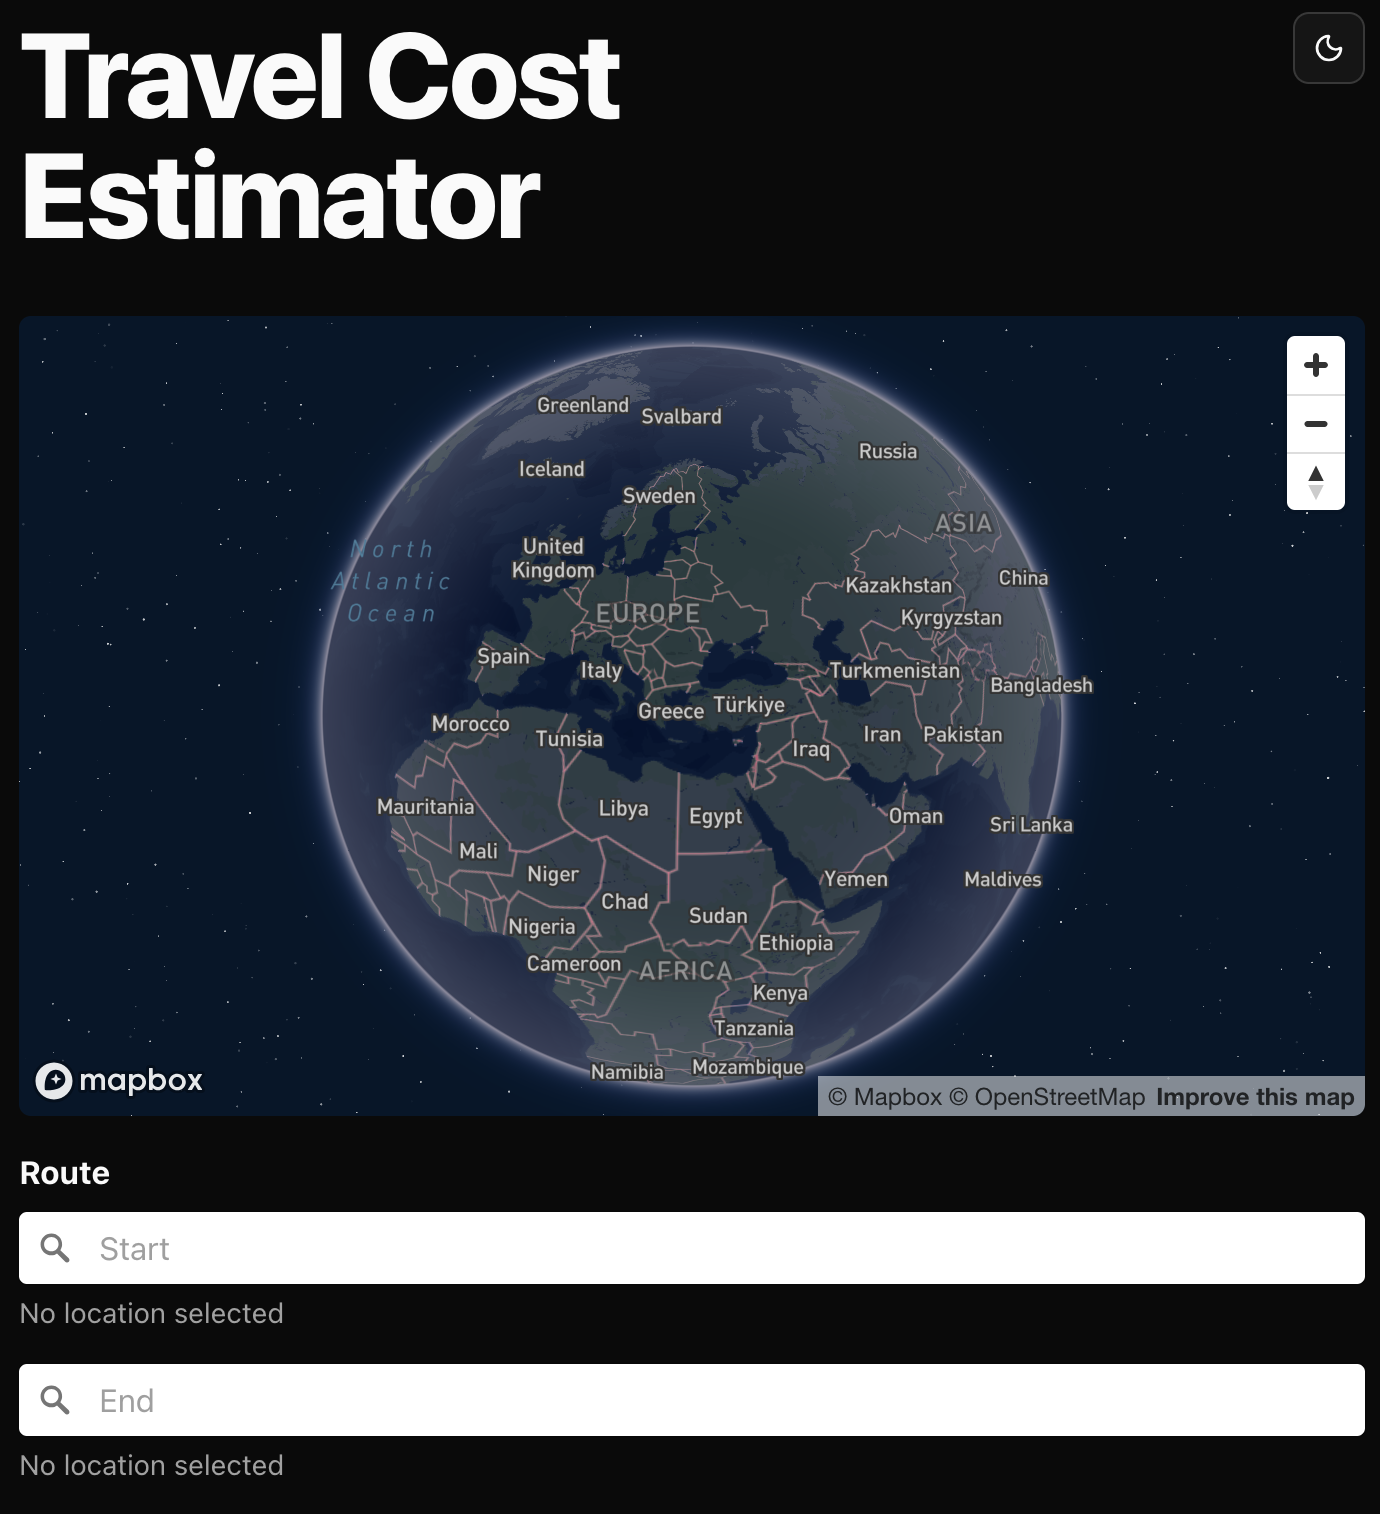 Travel Cost
Estimator
Greenland
Svalbard
Russia
Iceland
Sweden
ASIA
North
Atlantic
Ocean
United
Kingdom
Kazakhstan
China
EUROPE
Kyrgyzstan
Spain
Italy
Turkmenistan
Bangladesh
Greece
Türkiye
Morocco
Tunisia
Iraq
Iran
Pakistan
Mauritania
Libya
Egypt
Oman
Sri Lanka
Mali
Niger
Yemen
Maldives
Chad
Sudan
Nigeria
Ethiopia
Cameroon
AFRICA
Kenya
Tanzania
Namibia
Mozambique
mapbox
© Mapbox © OpenStreetMap Improve this map
Route
Start
No location selected
End
No location selected